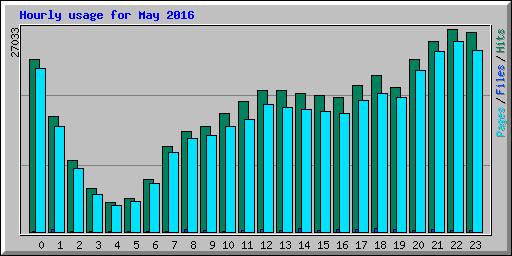 Hourly usage for May 2016
27033
Pages/Files/Hits
0 1 2 3 4 5 6 7 8 9 10 11 12 13 14 15 16 17 18 19 20 21 22 23